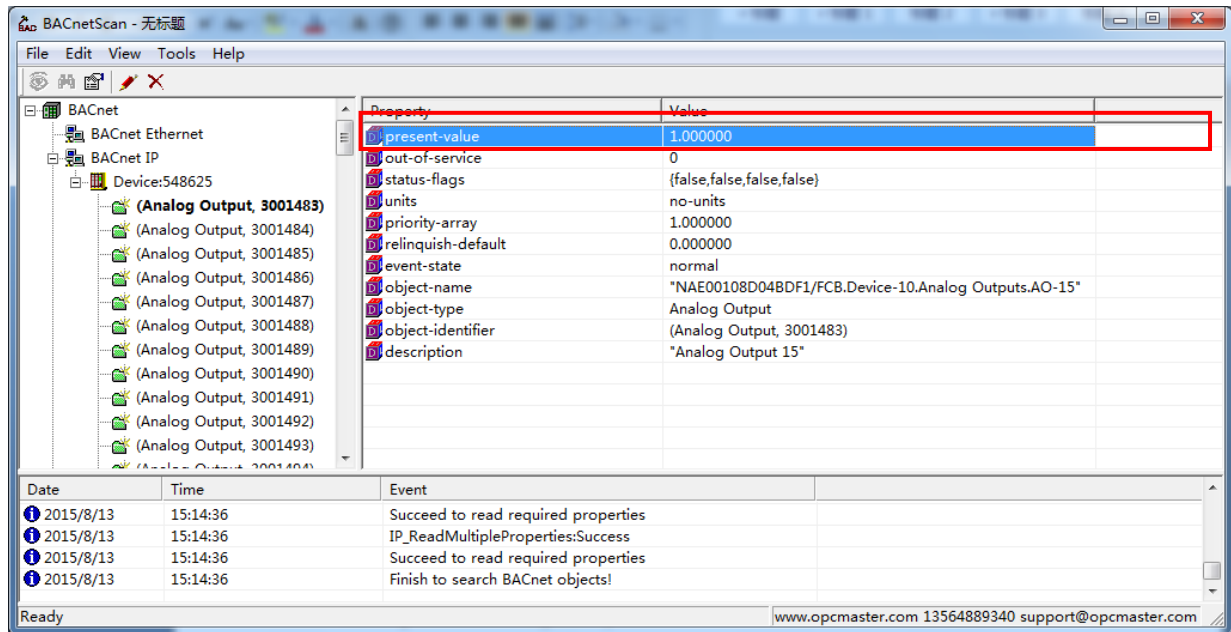 BACnetScan - 无标题
File Edit View Tools Help
BACnet
BACnet Ethernet
BACnet IP
Device:548625
(Analog Output, 3001483)
(Analog Output, 3001484)
(Analog Output, 3001485)
(Analog Output, 3001486)
(Analog Output, 3001487)
(Analog Output, 3001488)
(Analog Output, 3001489)
(Analog Output, 3001490)
(Analog Output, 3001491)
(Analog Output, 3001492)
(Analog Output, 3001493)
(Analog Output, 3001494)
Property Value
present-value 1.000000
out-of-service 0
status-flags {false,false,false,false}
units no-units
priority-array 1.000000
relinquish-default 0.000000
event-state normal
object-name "NAE00108D04BDF1/FCB.Device-10.Analog Outputs.AO-15"
object-type Analog Output
object-identifier (Analog Output, 3001483)
description "Analog Output 15"
Date Time Event
2015/8/13 15:14:36 Succeed to read required properties
2015/8/13 15:14:36 IP_ReadMultipleProperties:Success
2015/8/13 15:14:36 Succeed to read required properties
2015/8/13 15:14:36 Finish to search BACnet objects!
Ready www.opcmaster.com 13564889340 support@opcmaster.com